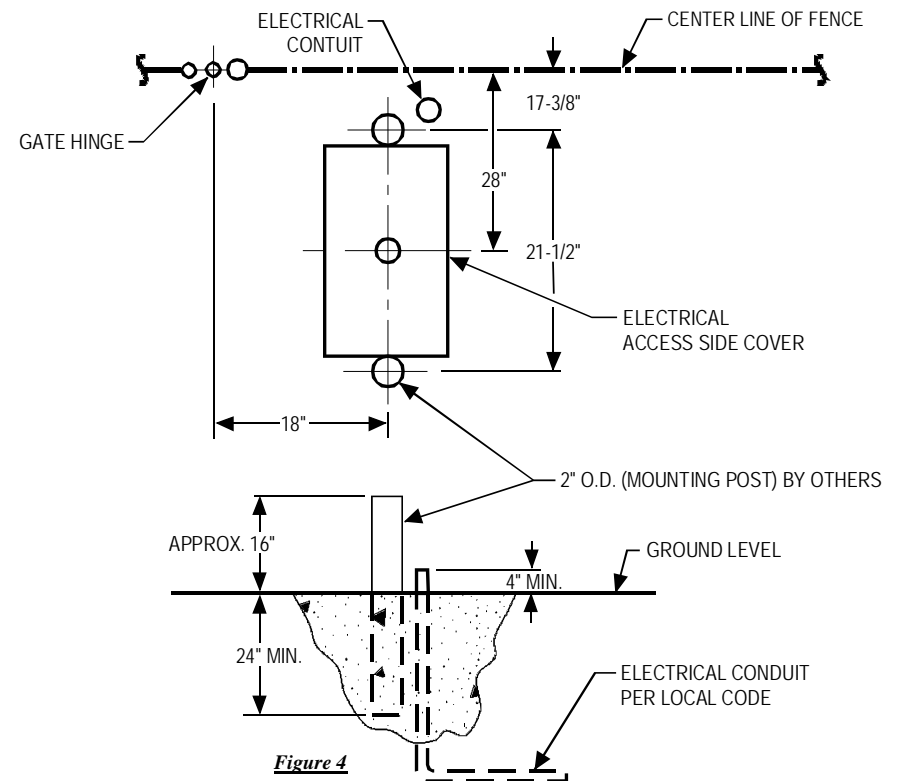 ELECTRICAL
CONTUIT
CENTER LINE OF FENCE
17-3/8"
GATE HINGE
28"
21-1/2"
ELECTRICAL
ACCESS SIDE COVER
18"
2" O.D. (MOUNTING POST) BY OTHERS
APPROX. 16"
GROUND LEVEL
4" MIN.
24" MIN.
ELECTRICAL CONDUIT
PER LOCAL CODE
Figure 4